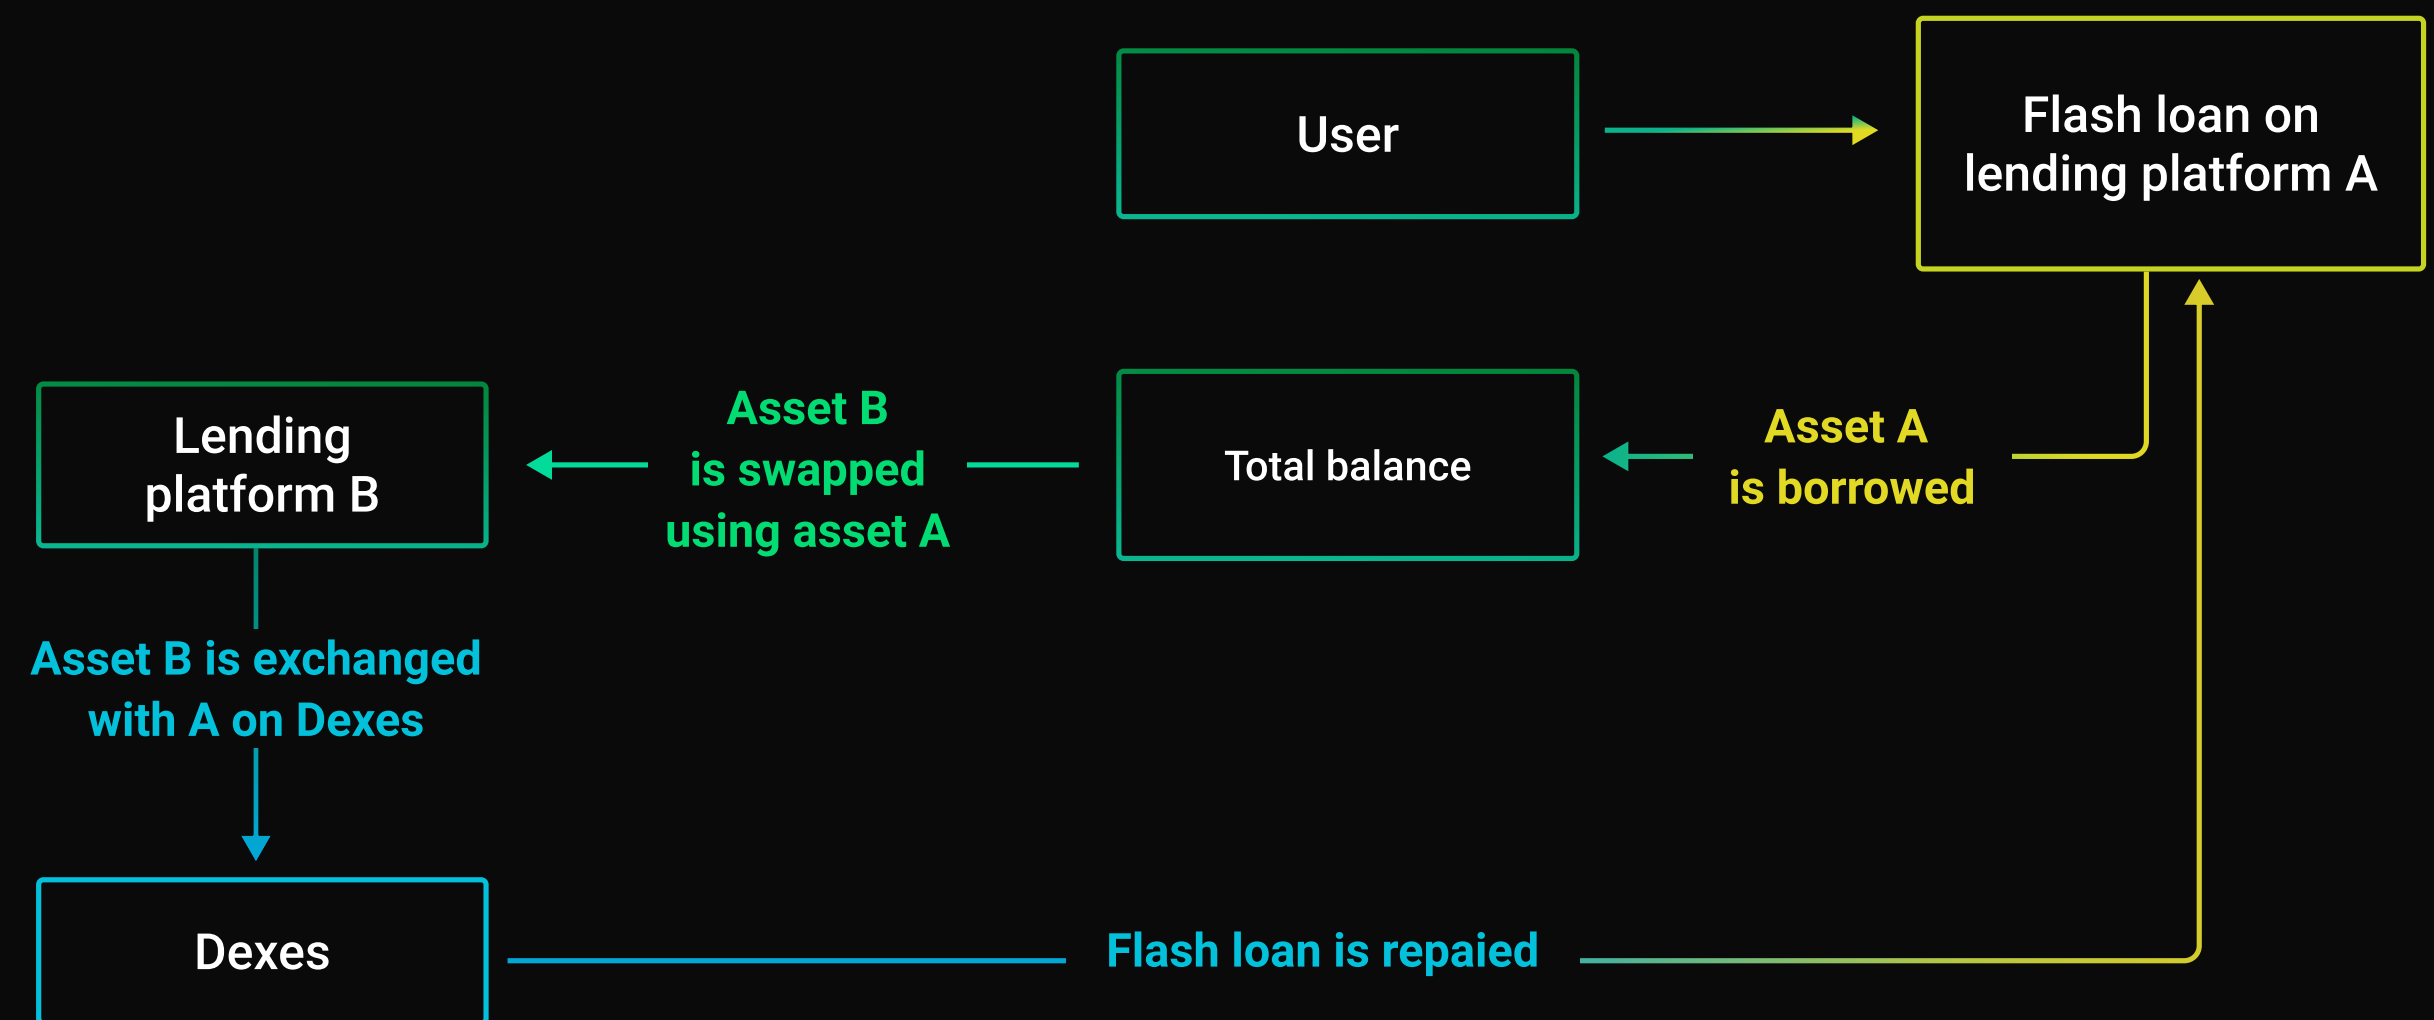 User
Flash loan on
lending platform A
Lending
platform B
Asset B
is swapped
using asset A
Total balance
Asset A
is borrowed
Asset B is exchanged
with A on Dexes
Dexes
Flash loan is repaied